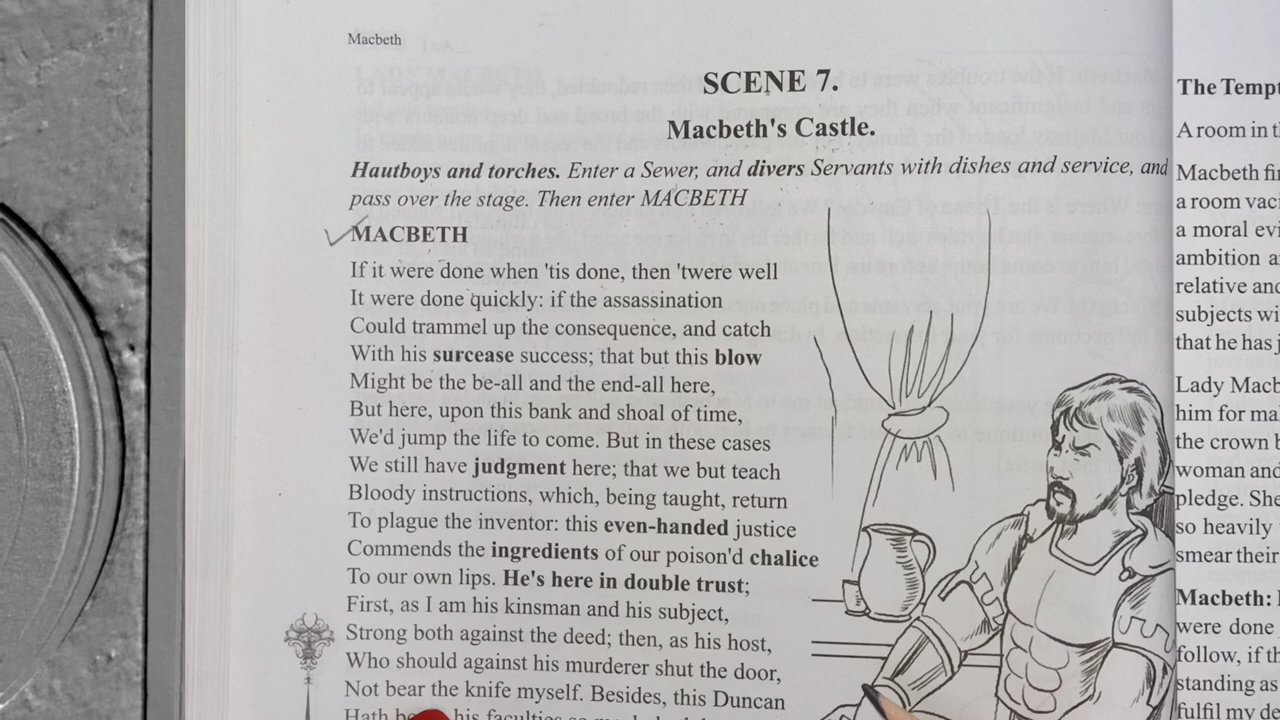 Macbeth
SCENE 7.
Macbeth's Castle.
Hautboys and torches. Enter a Sewer, and divers Servants with dishes and service, and
pass over the stage. Then enter MACBETH
MACBETH
If it were done when 'tis done, then 'twere well
It were done quickly: if the assassination
Could trammel up the consequence, and catch
With his surcease success; that but this blow
Might be the be-all and the end-all here,
But here, upon this bank and shoal of time,
We'd jump the life to come. But in these cases
We still have judgment here; that we but teach
Bloody instructions, which, being taught, return
To plague the inventor: this even-handed justice
Commends the ingredients of our poison'd chalice
To our own lips. He's here in double trust;
First, as I am his kinsman and his subject,
Strong both against the deed; then, as his host,
Who should against his murderer shut the door,
Not bear the knife myself. Besides, this Duncan
Hath his faculties
The
A room in
Macbeth
a room
a moral
ambition
relative and
subjects
that he has
Lady
him for
the crown
woman and
pledge. She
so heavily
smear their
Macbeth:
were done
follow, if
standing as
fulfil my